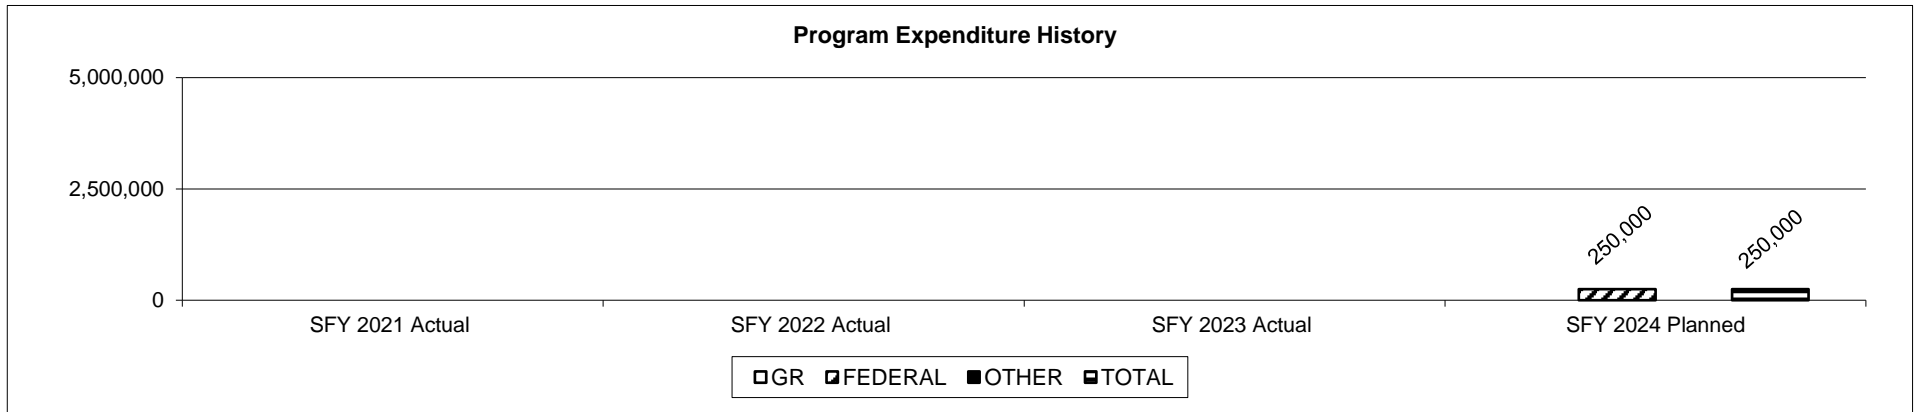 Program Expenditure History
5,000,000
2,500,000
0
250,000
250,000
SFY 2021 Actual
SFY 2022 Actual
SFY 2023 Actual
SFY 2024 Planned
GR FEDERAL OTHER TOTAL